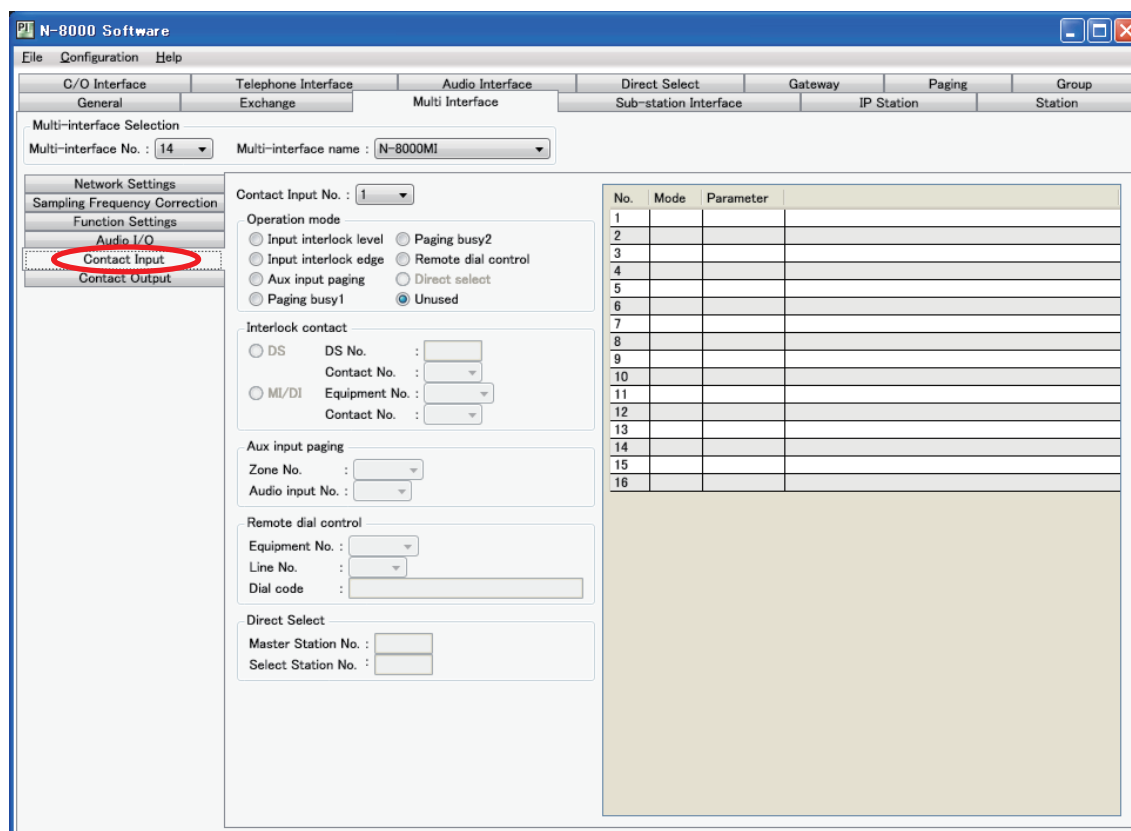 N-8000 Software
File Configuration Help
C/O Interface Telephone Interface Audio Interface Direct Select Gateway Paging Group
General Exchange Multi Interface Sub-station Interface IP Station Station
Multi-interface Selection
Multi-interface No. : 14 Multi-interface name : N-8000MI
Network Settings
Sampling Frequency Correction
Function Settings
Audio I/O
Contact Input
Contact Output
Contact Input No. : 1
Operation mode
Input interlock level Paging busy2
Input interlock edge Remote dial control
Aux input paging Direct select
Paging busy1 Unused
Interlock contact
DS DS No. :
Contact No. :
MI/DI Equipment No. :
Contact No. :
Aux input paging
Zone No. :
Audio input No. :
Remote dial control
Equipment No. :
Line No. :
Dial code :
Direct Select
Master Station No. :
Select Station No. :
No. Mode Parameter
1
2
3
4
5
6
7
8
9
10
11
12
13
14
15
16